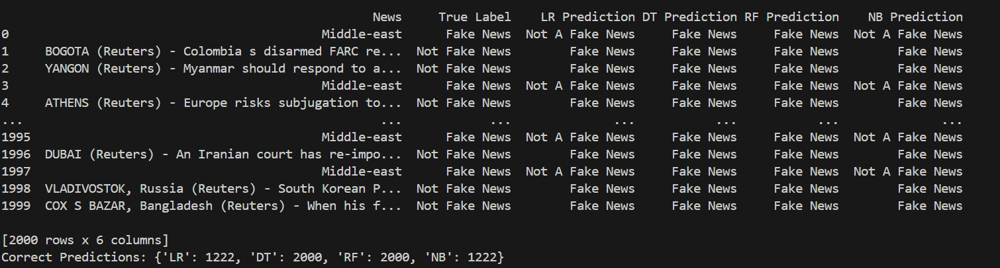 News True Label LR Prediction DT Prediction RF Prediction NB Prediction
0 Middle-east Fake News Not A Fake News Fake News Fake News Not A Fake News
1 BOGOTA (Reuters) - Colombia s disarmed FARC re... Not Fake News Fake News Fake News Fake News Fake News
2 YANGON (Reuters) - Myanmar should respond to a... Not Fake News Fake News Fake News Fake News Fake News
3 Middle-east Fake News Not A Fake News Fake News Fake News Not A Fake News
4 ATHENS (Reuters) - Europe risks subjugation to... Not Fake News Fake News Fake News Fake News Fake News
... ... ... ... ... ... ...
1995 Middle-east Fake News Not A Fake News Fake News Fake News Not A Fake News
1996 DUBAI (Reuters) - An Iranian court has re-impo... Not Fake News Fake News Fake News Fake News Fake News
1997 Middle-east Fake News Not A Fake News Fake News Fake News Not A Fake News
1998 VLADIVOSTOK, Russia (Reuters) - South Korean P... Not Fake News Fake News Fake News Fake News Fake News
1999 COX S BAZAR, Bangladesh (Reuters) - When his f... Not Fake News Fake News Fake News Fake News Fake News
[2000 rows x 6 columns]
Correct Predictions: {'LR': 1222, 'DT': 2000, 'RF': 2000, 'NB': 1222}